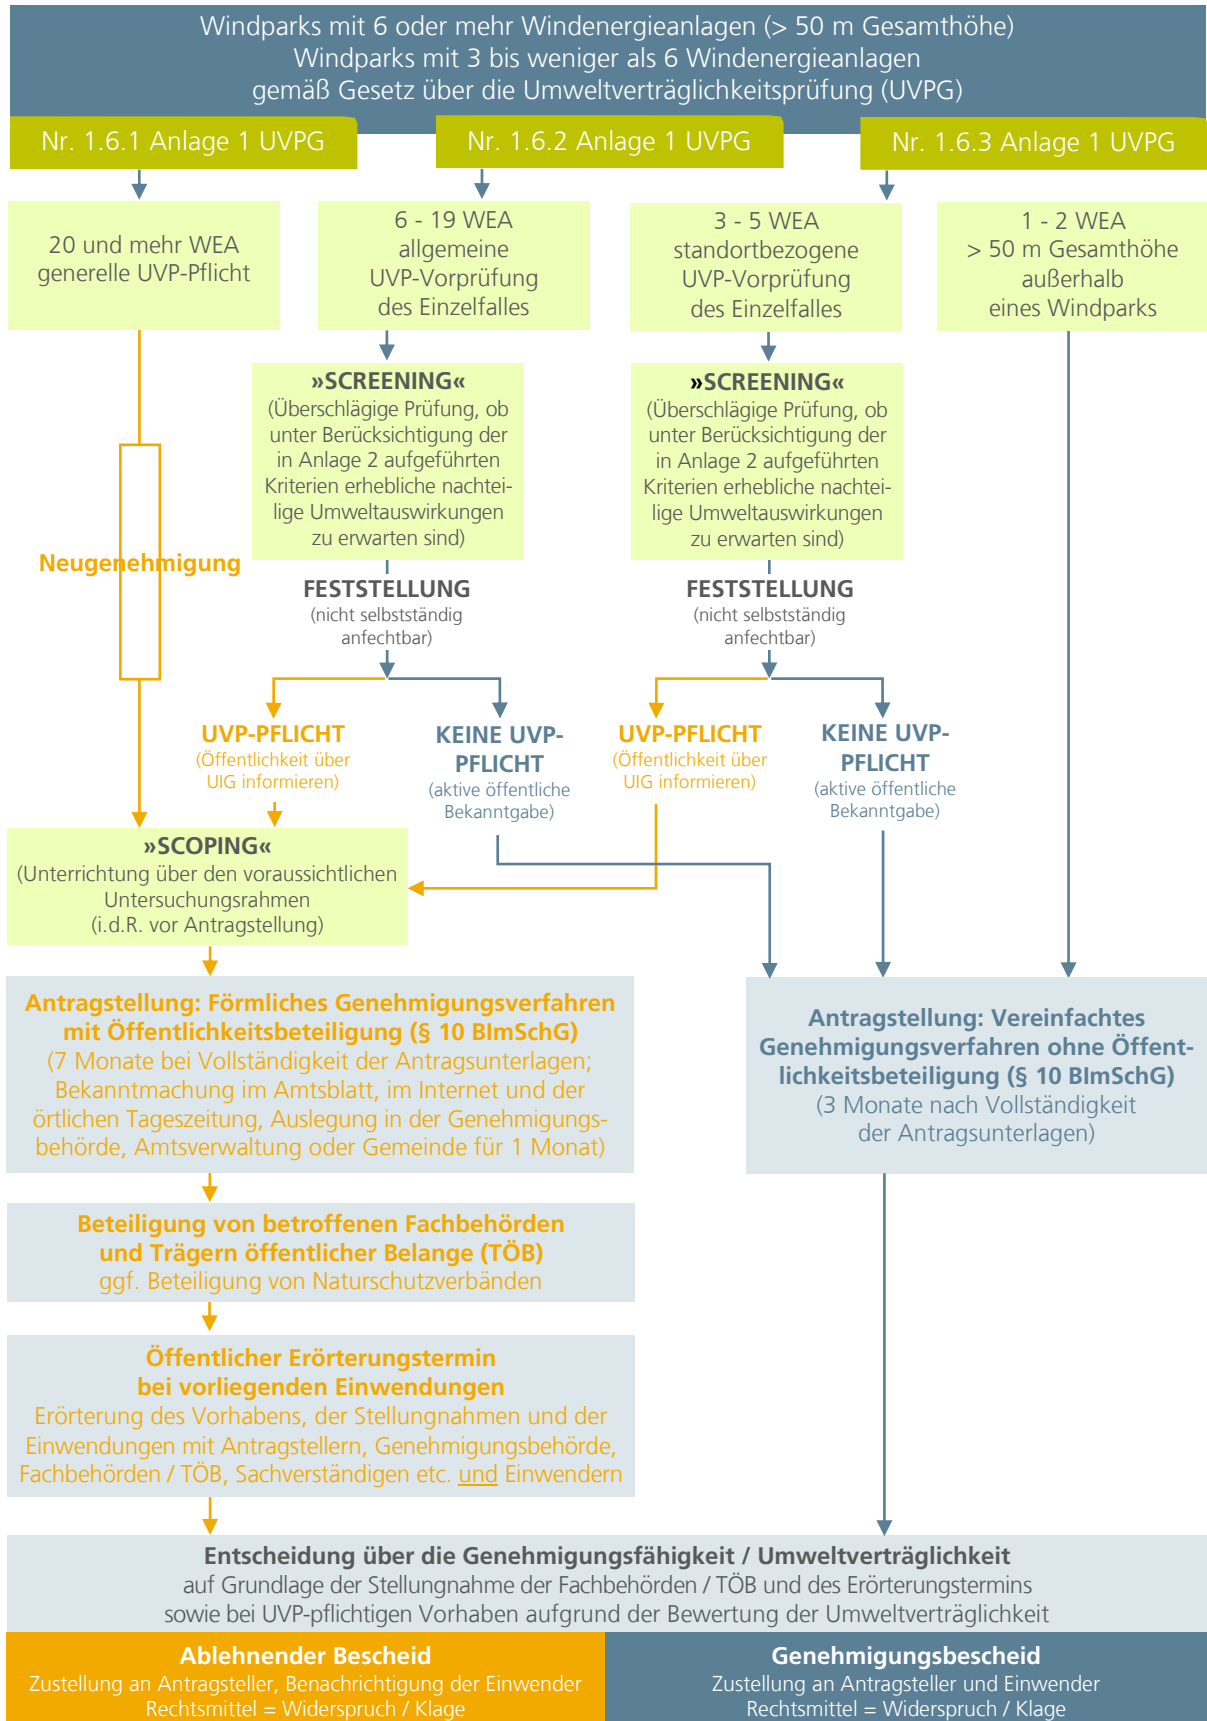 Windparks mit 6 oder mehr Windenergieanlagen (> 50 m Gesamthöhe)
Windparks mit 3 bis weniger als 6 Windenergieanlagen
gemäß Gesetz über die Umweltverträglichkeitsprüfung (UVPG)
Nr. 1.6.1 Anlage 1 UVPG
Nr. 1.6.2 Anlage 1 UVPG
Nr. 1.6.3 Anlage 1 UVPG
20 und mehr WEA
generelle UVP-Pflicht
6 - 19 WEA
allgemeine
UVP-Vorprüfung
des Einzelfalles
3 - 5 WEA
standortbezogene
UVP-Vorprüfung
des Einzelfalles
1 - 2 WEA
> 50 m Gesamthöhe
außerhalb
eines Windparks
»SCREENING«
(Überschlägige Prüfung, ob
unter Berücksichtigung der
in Anlage 2 aufgeführten
Kriterien erhebliche nachtei-
lige Umweltauswirkungen
zu erwarten sind)
»SCREENING«
(Überschlägige Prüfung, ob
unter Berücksichtigung der
in Anlage 2 aufgeführten
Kriterien erhebliche nachtei-
lige Umweltauswirkungen
zu erwarten sind)
Neugenehmigung
FESTSTELLUNG
(nicht selbstständig
anfechtbar)
FESTSTELLUNG
(nicht selbstständig
anfechtbar)
UVP-PFLICHT
(Öffentlichkeit über
UIG informieren)
KEINE UVP-
PFLICHT
(aktive öffentliche
Bekanntgabe)
UVP-PFLICHT
(Öffentlichkeit über
UIG informieren)
KEINE UVP-
PFLICHT
(aktive öffentliche
Bekanntgabe)
»SCOPING«
(Unterrichtung über den voraussichtlichen
Untersuchungsrahmen
(i.d.R. vor Antragstellung)
Antragstellung: Förmliches Genehmigungsverfahren
mit Öffentlichkeitsbeteiligung (§ 10 BImSchG)
(7 Monate bei Vollständigkeit der Antragsunterlagen;
Bekanntmachung im Amtsblatt, im Internet und der
örtlichen Tageszeitung, Auslegung in der Genehmigungs-
behörde, Amtsverwaltung oder Gemeinde für 1 Monat)
Antragstellung: Vereinfachtes
Genehmigungsverfahren ohne Öffent-
lichkeitsbeteiligung (§ 10 BImSchG)
(3 Monate nach Vollständigkeit
der Antragsunterlagen)
Beteiligung von betroffenen Fachbehörden
und Trägern öffentlicher Belange (TÖB)
ggf. Beteiligung von Naturschutzverbänden
Öffentlicher Erörterungstermin
bei vorliegenden Einwendungen
Erörterung des Vorhabens, der Stellungnahmen und der
Einwendungen mit Antragstellern, Genehmigungsbehörde,
Fachbehörden / TÖB, Sachverständigen etc. und Einwendern
Entscheidung über die Genehmigungsfähigkeit / Umweltverträglichkeit
auf Grundlage der Stellungnahme der Fachbehörden / TÖB und des Erörterungstermins
sowie bei UVP-pflichtigen Vorhaben aufgrund der Bewertung der Umweltverträglichkeit
Ablehnender Bescheid
Zustellung an Antragsteller, Benachrichtigung der Einwender
Rechtsmittel = Widerspruch / Klage
Genehmigungsbescheid
Zustellung an Antragsteller und Einwender
Rechtsmittel = Widerspruch / Klage